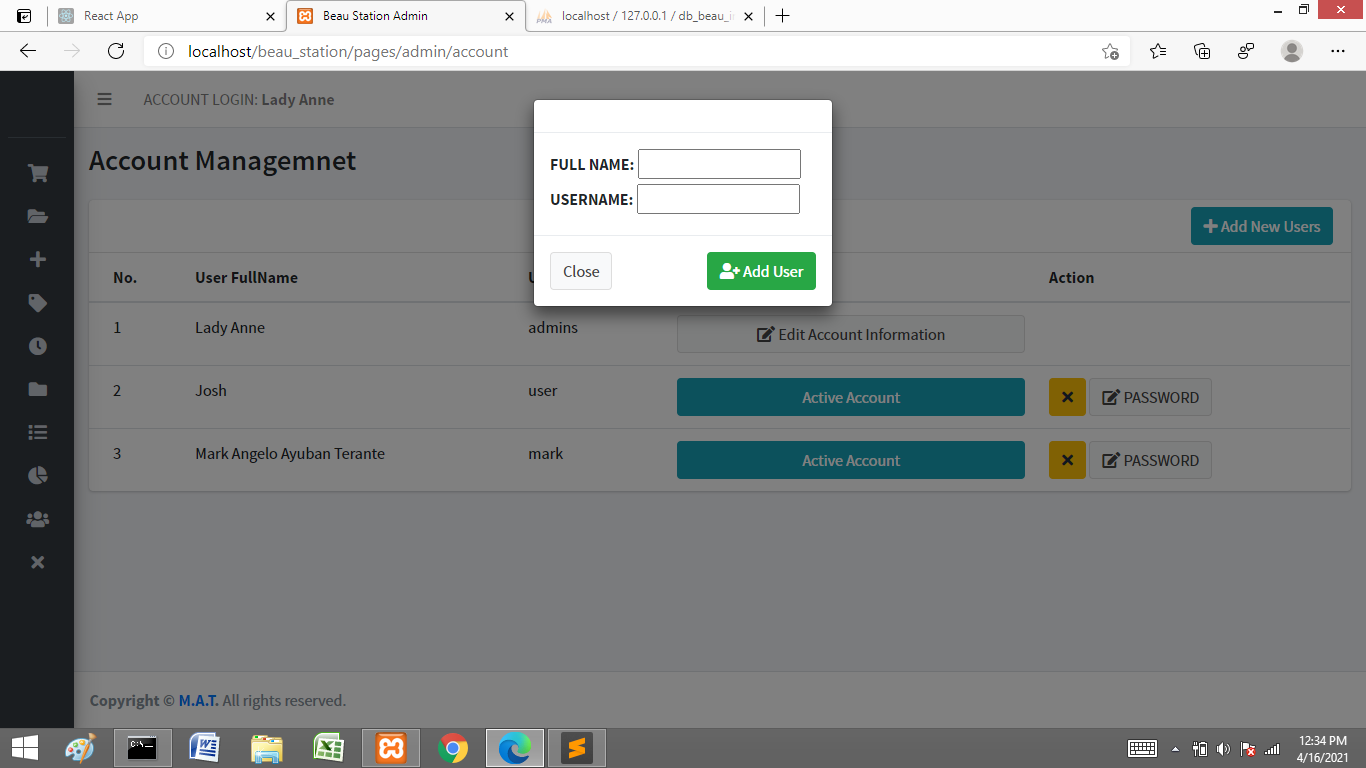 React App
Beau Station Admin
localhost / 127.0.0.1 / db_beau_i
localhost/beau_station/pages/admin/account
ACCOUNT LOGIN: Lady Anne
Account Managemnet
FULL NAME:
USERNAME:
Close
Add User
Add New Users
No.
User FullName
Action
1
Lady Anne
admins
Edit Account Information
2
Josh
user
Active Account
PASSWORD
3
Mark Angelo Ayuban Terante
mark
Active Account
PASSWORD
Copyright © M.A.T. All rights reserved.
12:34 PM
4/16/2021